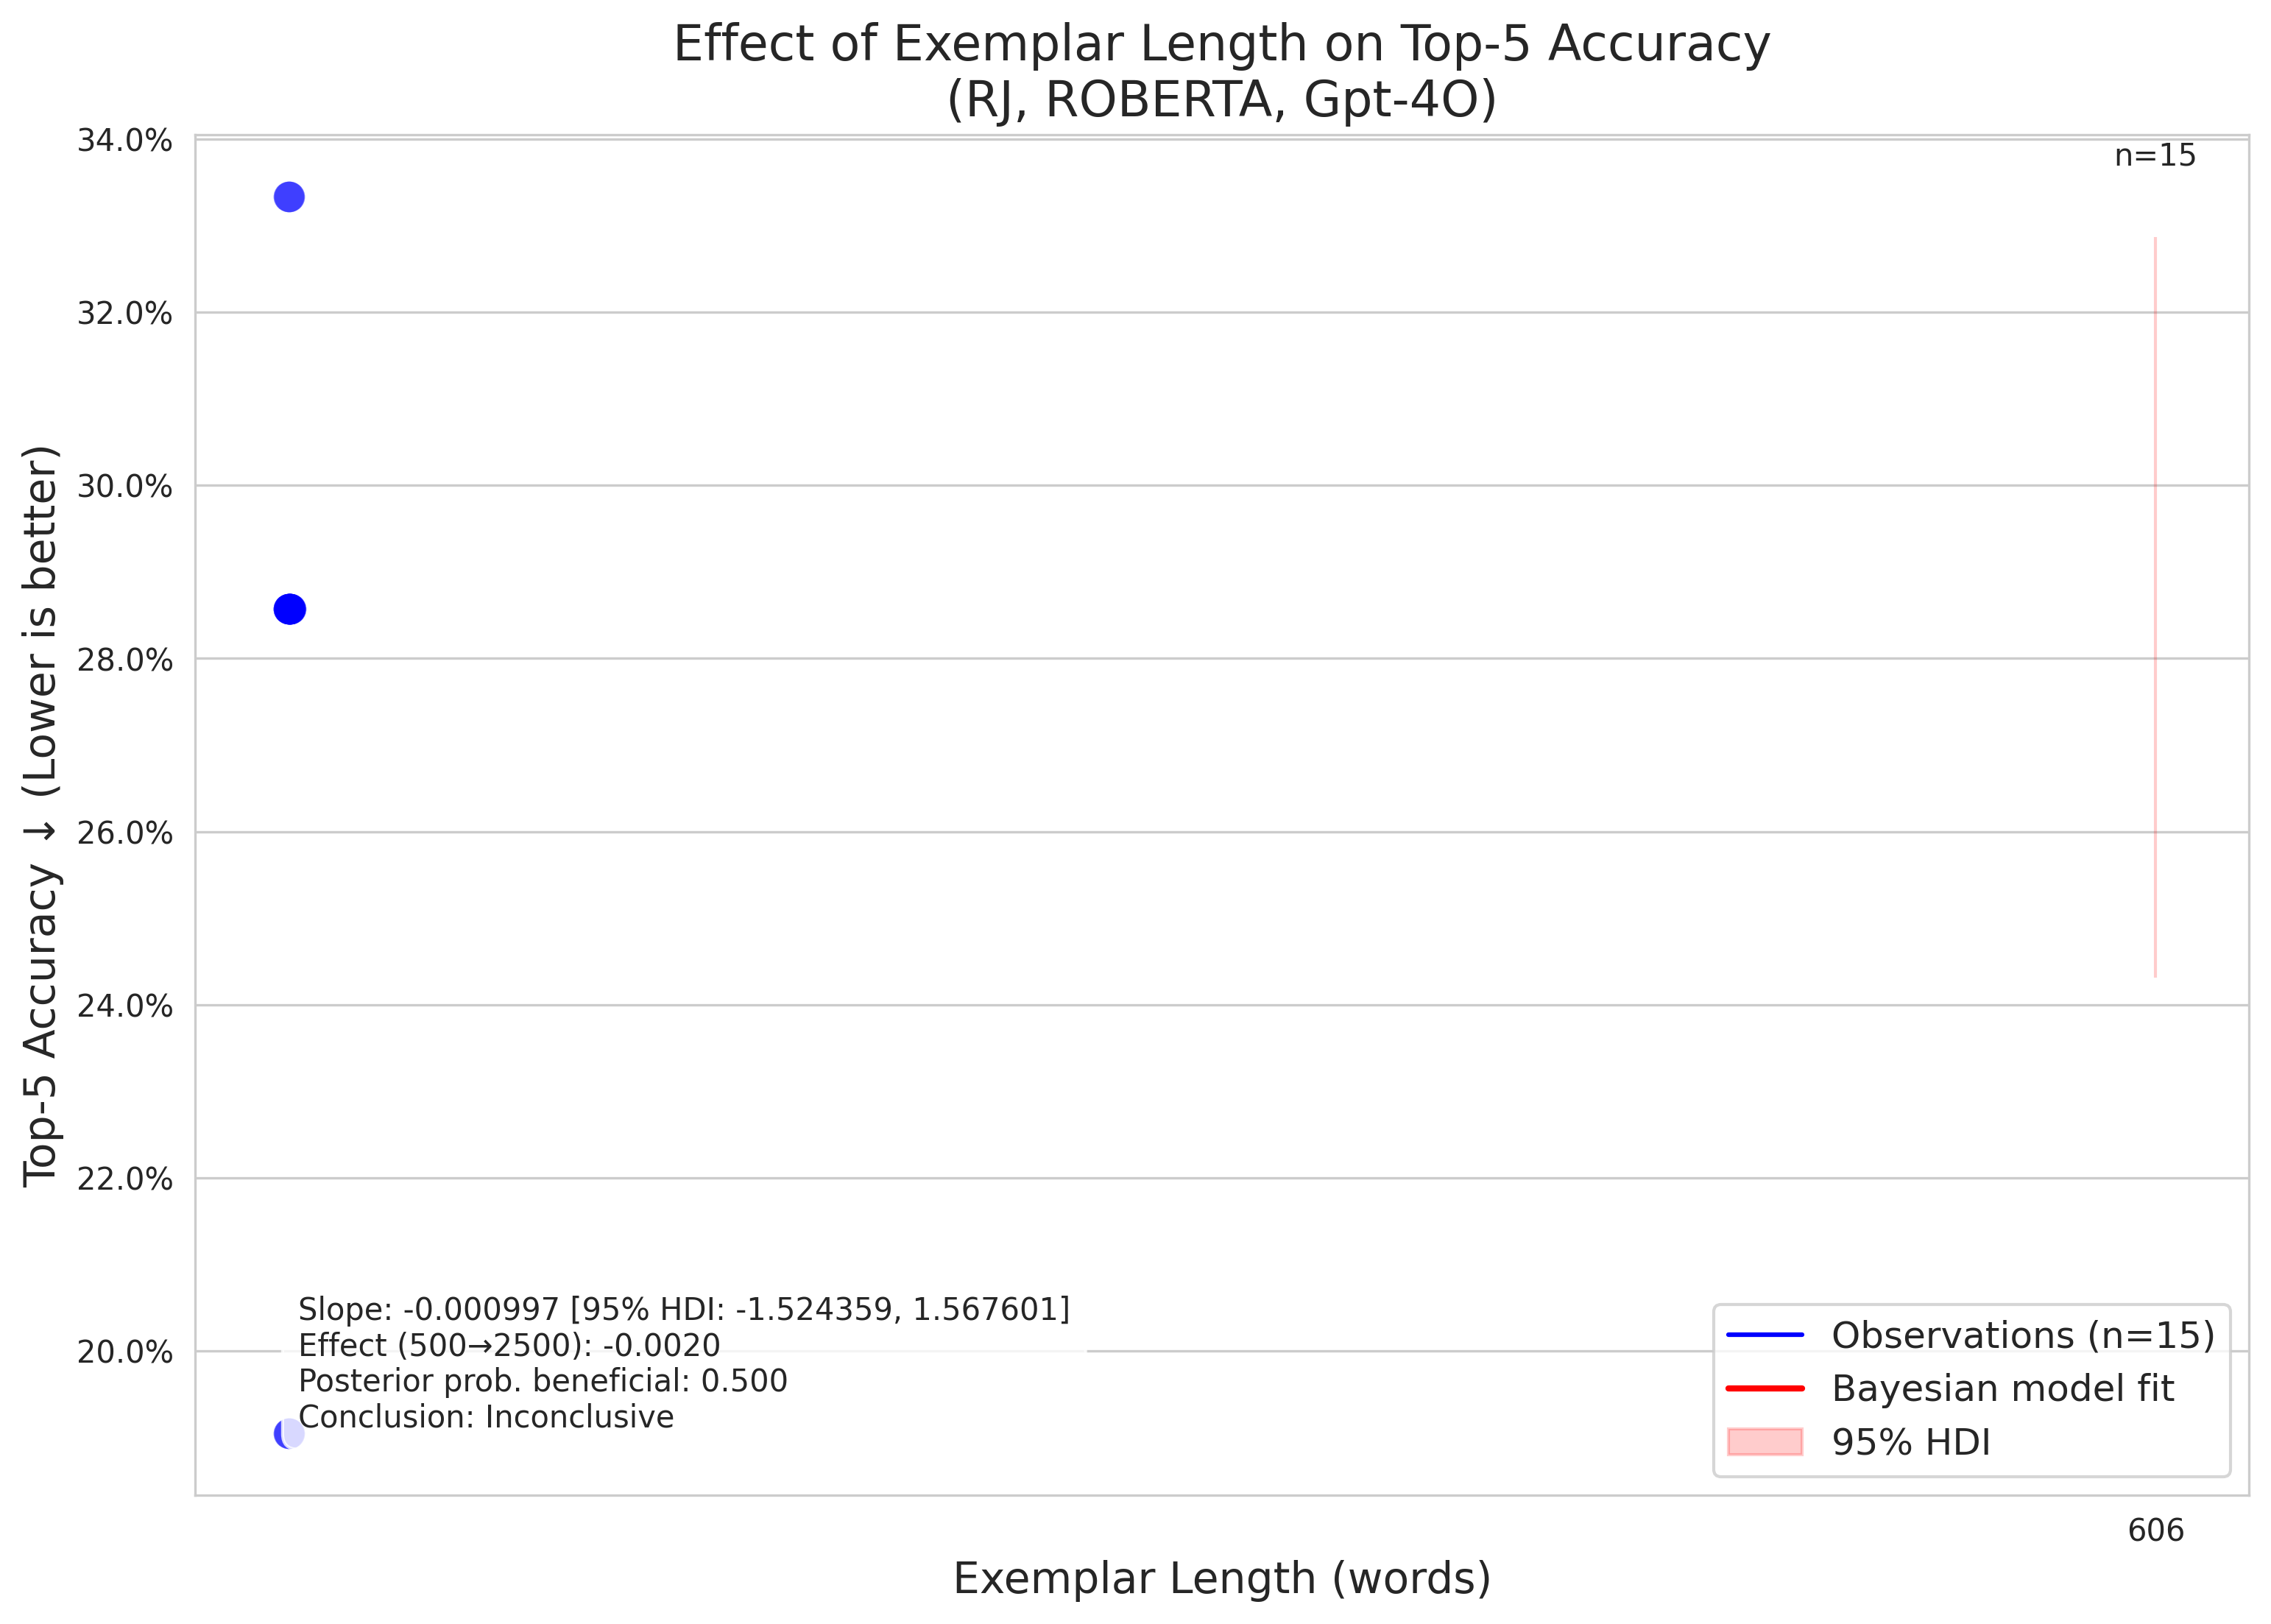 Effect of Exemplar Length on Top-5 Accuracy
(RJ, ROBERTA, Gpt-4O)
Top-5 Accuracy ↓ (Lower is better)
34.0%
32.0%
30.0%
28.0%
26.0%
24.0%
22.0%
20.0%
n=15
Slope: -0.000997 [95% HDI: -1.524359, 1.567601]
Effect (500→2500): -0.0020
Posterior prob. beneficial: 0.500
Conclusion: Inconclusive
Observations (n=15)
Bayesian model fit
95% HDI
606
Exemplar Length (words)